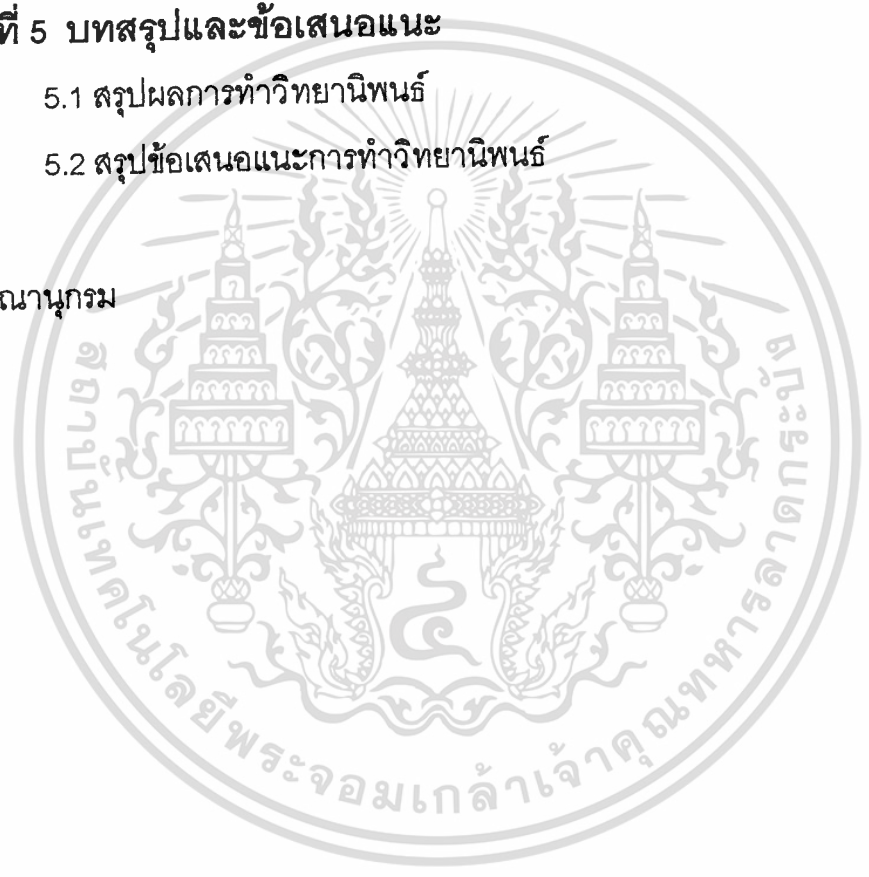 ที่ 5 บทสรุปและข้อเสนอแนะ
5.1 สรุปผลการทำวิทยานิพนธ์
5.2 สรุปข้อเสนอแนะการทำวิทยานิพนธ์
ณานุกรม
สถาบันเทคโนโลยีพระจอมเกล้าเจ้าคุณทหารลาดกระบัง
๔